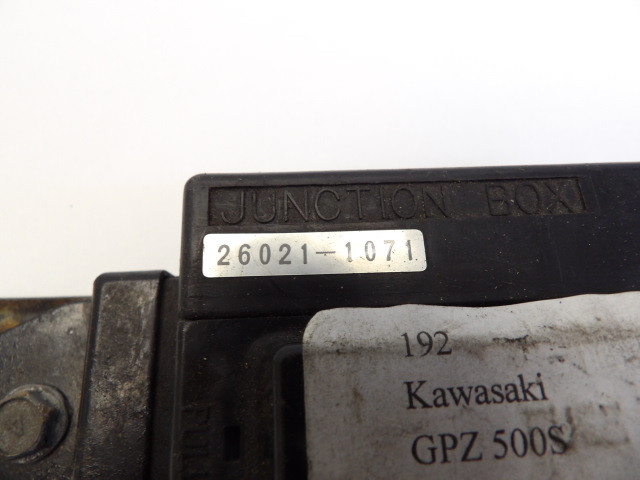 JUNCTION BOX
26021-1071
192
Kawasaki
GPZ 500S